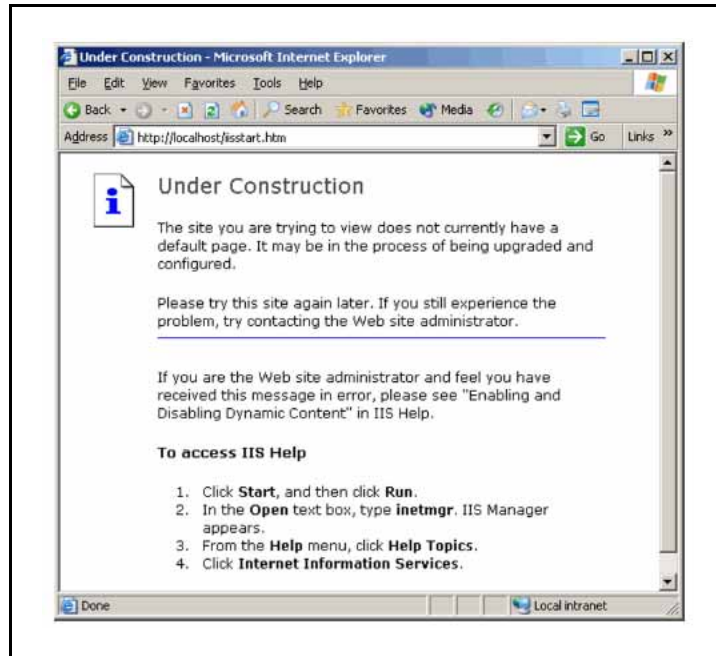 Under Construction - Microsoft Internet Explorer
File Edit View Favorites Tools Help
Back Search Favorites Media
Address http://localhost/iisstart.htm Go Links »
Under Construction
The site you are trying to view does not currently have a
default page. It may be in the process of being upgraded and
configured.
Please try this site again later. If you still experience the
problem, try contacting the Web site administrator.
If you are the Web site administrator and feel you have
received this message in error, please see "Enabling and
Disabling Dynamic Content" in IIS Help.
To access IIS Help
1. Click Start, and then click Run.
2. In the Open text box, type inetmgr. IIS Manager
appears.
3. From the Help menu, click Help Topics.
4. Click Internet Information Services.
Done Local intranet